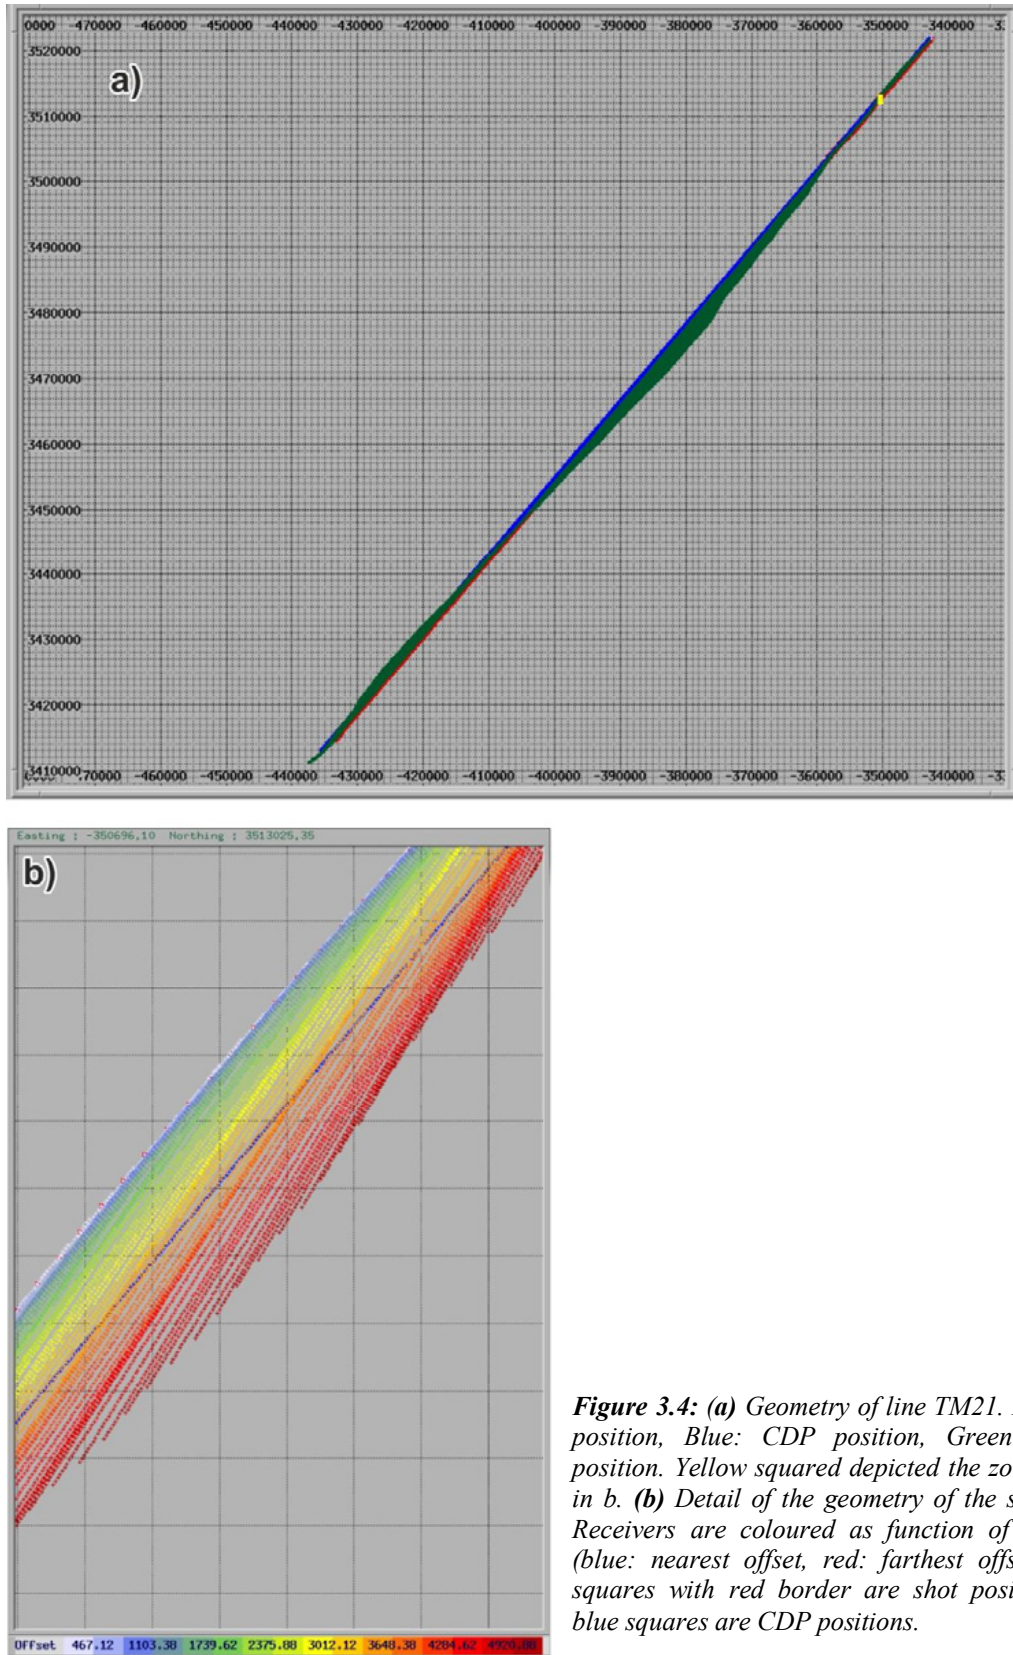 0000 -470000 -460000 -450000 -440000 -430000 -420000 -410000 -400000 -390000 -380000 -370000 -360000 -350000 -340000
3520000
a)
3510000
3500000
3490000
3480000
3470000
3460000
3450000
3440000
3430000
3420000
3410000
-460000 -450000 -440000 -430000 -420000 -410000 -400000 -390000 -380000 -370000 -360000 -350000 -340000
Easting : -350696,10 Northing : 3513025,35
b)
Figure 3.4: (a) Geometry of line TM21.
position, Blue: CDP position, Green
position. Yellow squared depicted the zo
in b. (b) Detail of the geometry of the s
Receivers are coloured as function of
(blue: nearest offset, red: farthest offs
squares with red border are shot posi
blue squares are CDP positions.
Offset 467.12 1103.38 1739.62 2375.88 3012.12 3648.38 4284.62 4920.88